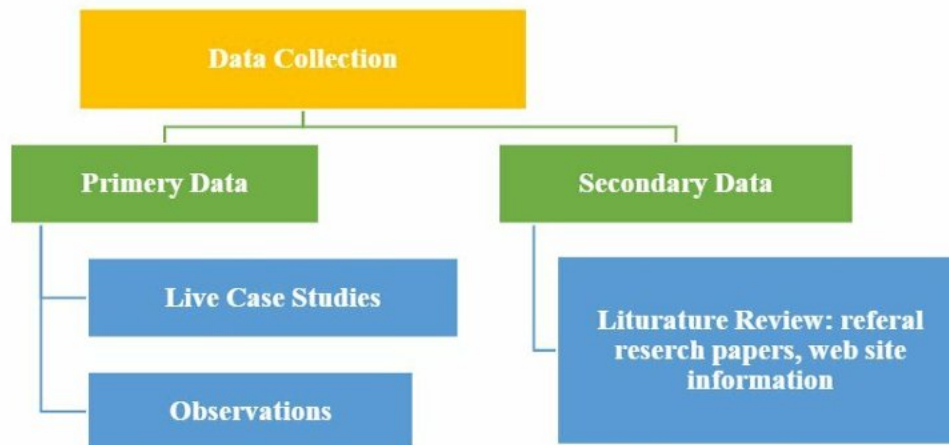 Data Collection
Primery Data
Secondary Data
Live Case Studies
Observations
Liturature Review: referal
reserch papers, web site
information